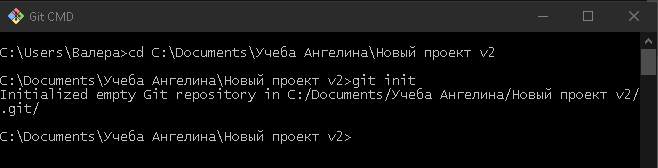 Git CMD
C:\Users\Валера>cd C:\Documents\Учеба Ангелина\Новый проект v2
C:\Documents\Учеба Ангелина\Новый проект v2>git init
Initialized empty Git repository in C:/Documents/Учеба Ангелина/Новый проект v2/
.git/
C:\Documents\Учеба Ангелина\Новый проект v2>